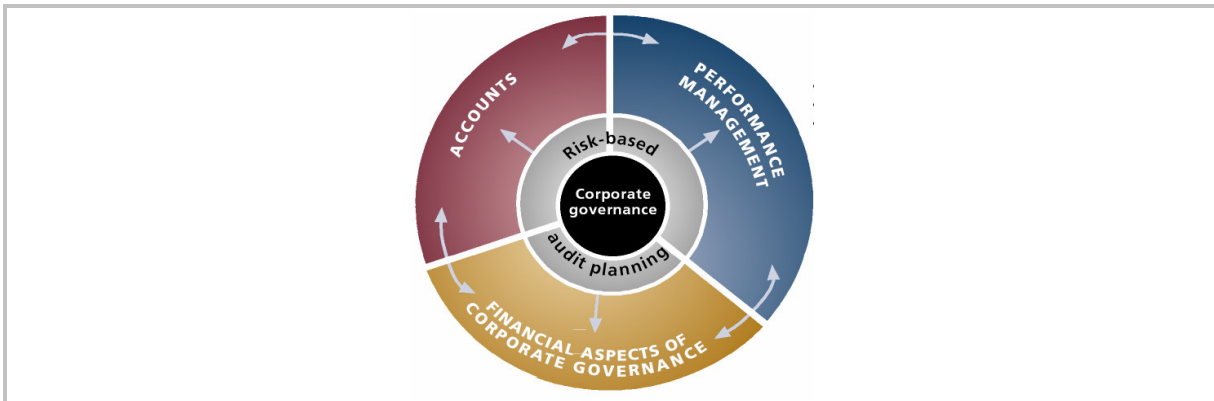 ACCOUNTS
PERFORMANCE
MANAGEMENT
Risk-based
Corporate
governance
audit planning
FINANCIAL ASPECTS OF
CORPORATE GOVERNANCE